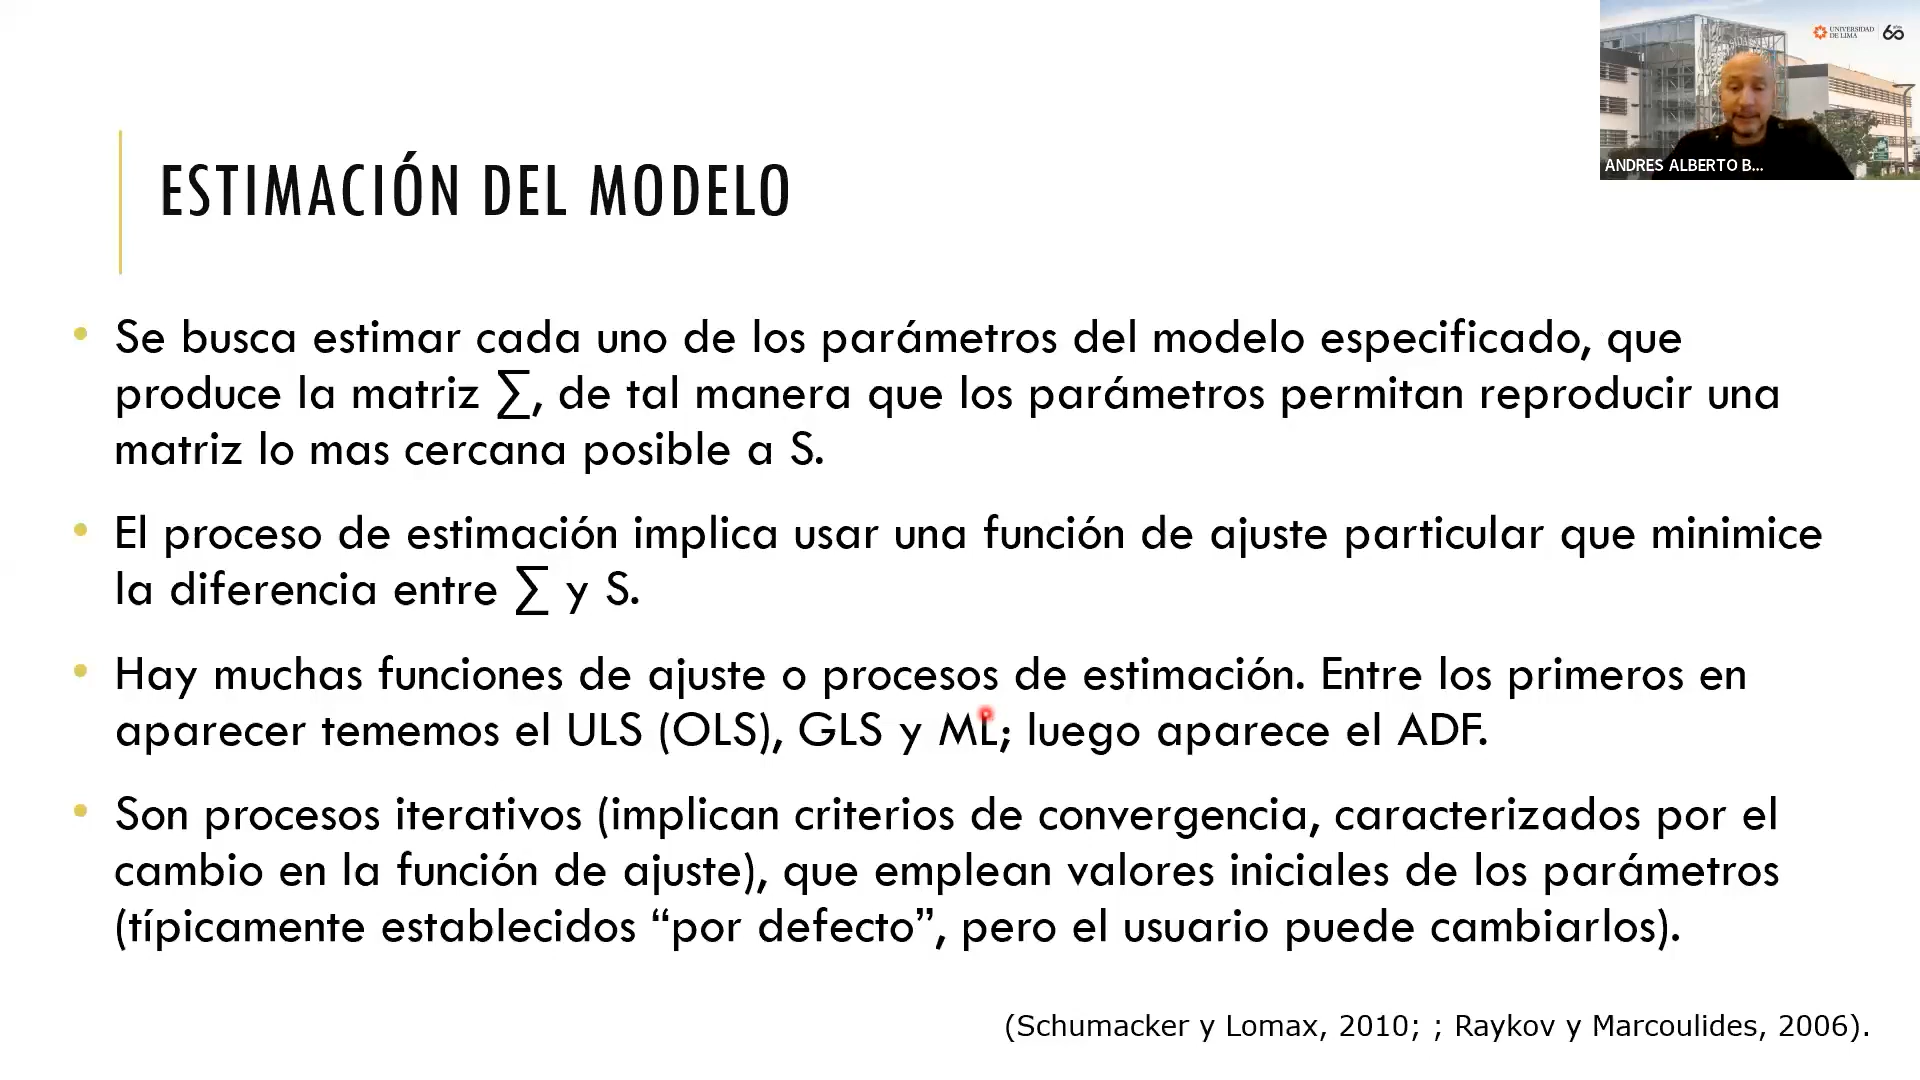 UNIVERSIDAD
DE LIMA
60
ANDRES ALBERTO B...
ESTIMACIÓN DEL MODELO
• Se busca estimar cada uno de los parámetros del modelo especificado, que
produce la matriz ∑, de tal manera que los parámetros permitan reproducir una
matriz lo mas cercana posible a S.
• El proceso de estimación implica usar una función de ajuste particular que minimice
la diferencia entre ∑ y S.
• Hay muchas funciones de ajuste o procesos de estimación. Entre los primeros en
aparecer tememos el ULS (OLS), GLS y ML; luego aparece el ADF.
• Son procesos iterativos (implican criterios de convergencia, caracterizados por el
cambio en la función de ajuste), que emplean valores iniciales de los parámetros
(típicamente establecidos “por defecto”, pero el usuario puede cambiarlos).
(Schumacker y Lomax, 2010; ; Raykov y Marcoulides, 2006).